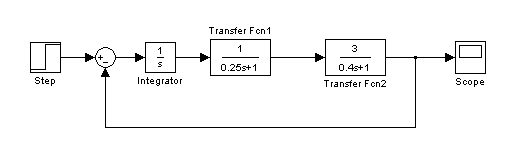 Transfer Fcn1
+
−
1
s
1
0.25s+1
3
0.4s+1
Step
Integrator
Transfer Fcn2
Scope